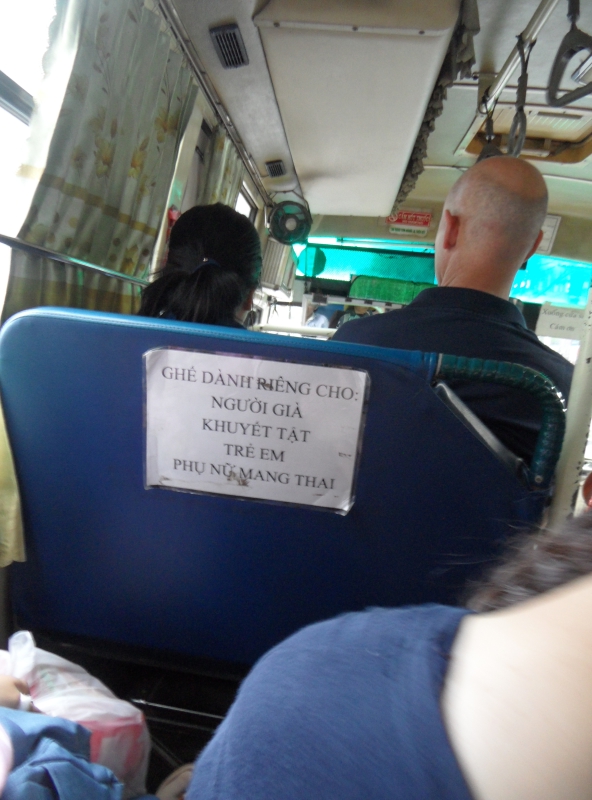 GHẾ DÀNH RIÊNG CHO:
NGƯỜI GIÀ
KHUYẾT TẬT
TRẺ EM
PHỤ NỮ MANG THAI